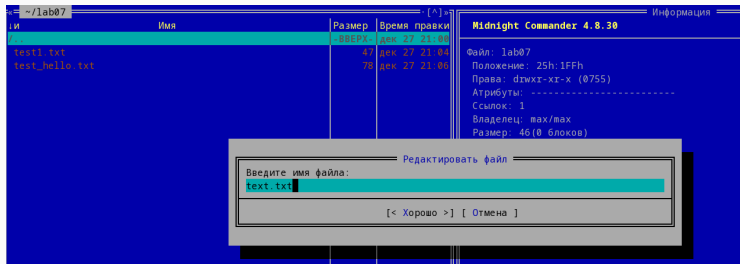 ~/lab07 .[^]»
↓и Имя Размер Время правки
/.. -ВВЕРХ- дек 27 21:00
test1.txt 47 дек 27 21:04
test_hello.txt 78 дек 27 21:06
Информация
Midnight Commander 4.8.30
Файл: lab07
Положение: 25h:1FFh
Права: drwxr-xr-x (0755)
Атрибуты: ------------------------
Ссылок: 1
Владелец: max/max
Размер: 46(0 блоков)
Редактировать файл
Введите имя файла:
text.txt
[< Хорошо >] [ Отмена ]